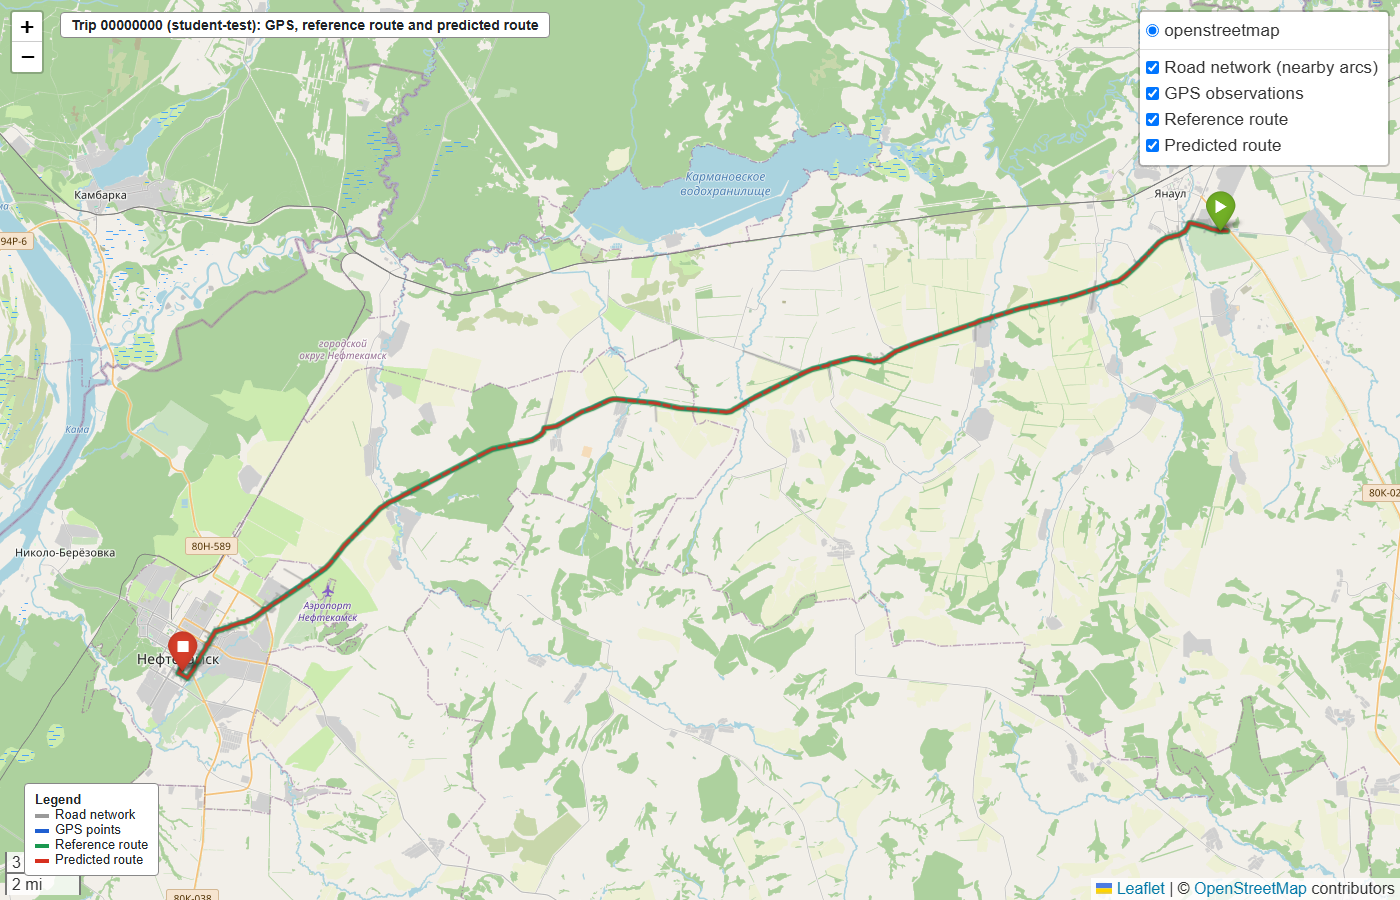 +
−
Trip 00000000 (student-test): GPS, reference route and predicted route
openstreetmap
Road network (nearby arcs)
GPS observations
Reference route
Predicted route
Камбарка
Кармановское
водохранилище
Янаул
94Р-6
городской
округ Нефтекамск
Кама
80К-02
80Н-589
Николо-Берёзовка
Аэропорт
Нефтекамск
Legend
Road network
GPS points
Reference route
Predicted route
3
2 mi
80К-038
Leaflet | © OpenStreetMap contributors